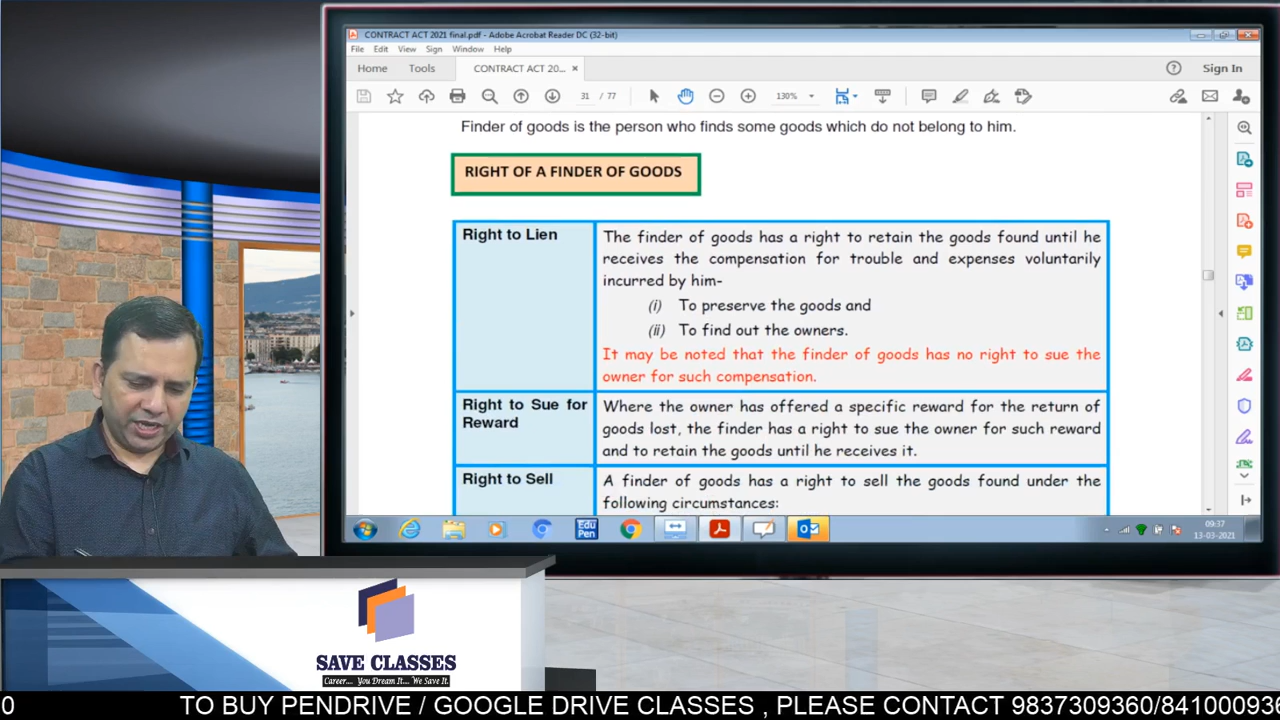 CONTRACT ACT 2021 final.pdf - Adobe Acrobat Reader DC (32-bit)
File Edit View Sign Window Help
Home Tools CONTRACT ACT 20... × Sign In
31 / 77 130%
Finder of goods is the person who finds some goods which do not belong to him.
RIGHT OF A FINDER OF GOODS
Right to Lien
The finder of goods has a right to retain the goods found until he
receives the compensation for trouble and expenses voluntarily
incurred by him-
(i) To preserve the goods and
(ii) To find out the owners.
It may be noted that the finder of goods has no right to sue the
owner for such compensation.
Right to Sue for
Reward
Where the owner has offered a specific reward for the return of
goods lost, the finder has a right to sue the owner for such reward
and to retain the goods until he receives it.
Right to Sell
A finder of goods has a right to sell the goods found under the
following circumstances:
Edu
Pen
09:37
13-03-2021
SAVE CLASSES
Career.... You Dream It... We Save It.
0 TO BUY PENDRIVE / GOOGLE DRIVE CLASSES , PLEASE CONTACT 9837309360/841000936